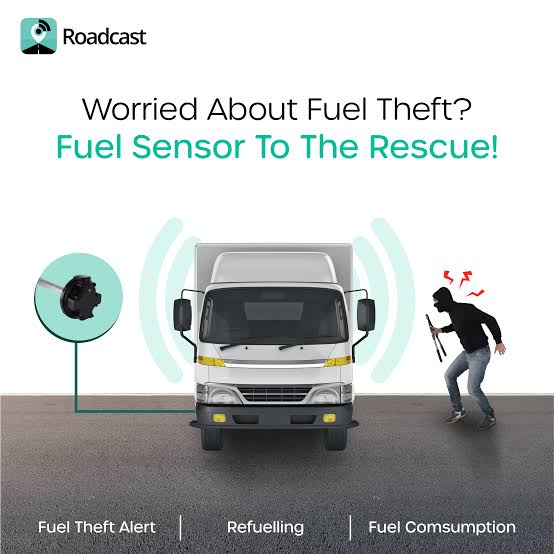 Roadcast
Worried About Fuel Theft?
Fuel Sensor To The Rescue!
Fuel Theft Alert
Refuelling
Fuel Comsumption